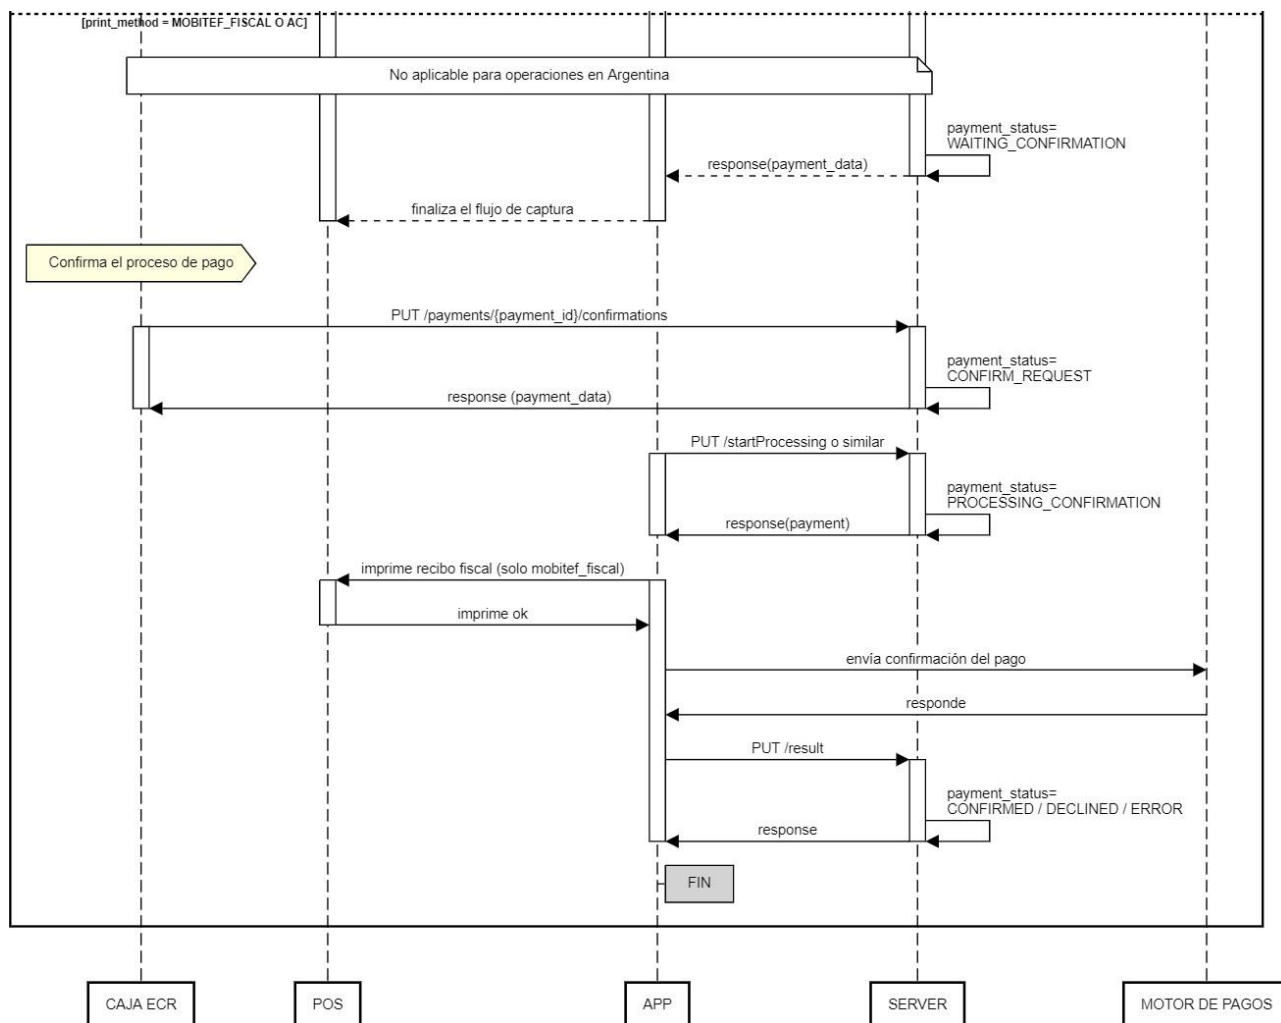 [print_method = MOBITEF_FISCAL O AC]
No aplicable para operaciones en Argentina
payment_status=
WAITING_CONFIRMATION
response(payment_data)
finaliza el flujo de captura
Confirma el proceso de pago
PUT /payments/{payment_id}/confirmations
payment_status=
CONFIRM_REQUEST
response (payment_data)
PUT /startProcessing o similar
payment_status=
PROCESSING_CONFIRMATION
response(payment)
imprime recibo fiscal (solo mobitef_fiscal)
imprime ok
envía confirmación del pago
responde
PUT /result
payment_status=
CONFIRMED / DECLINED / ERROR
response
FIN
CAJA ECR
POS
APP
SERVER
MOTOR DE PAGOS